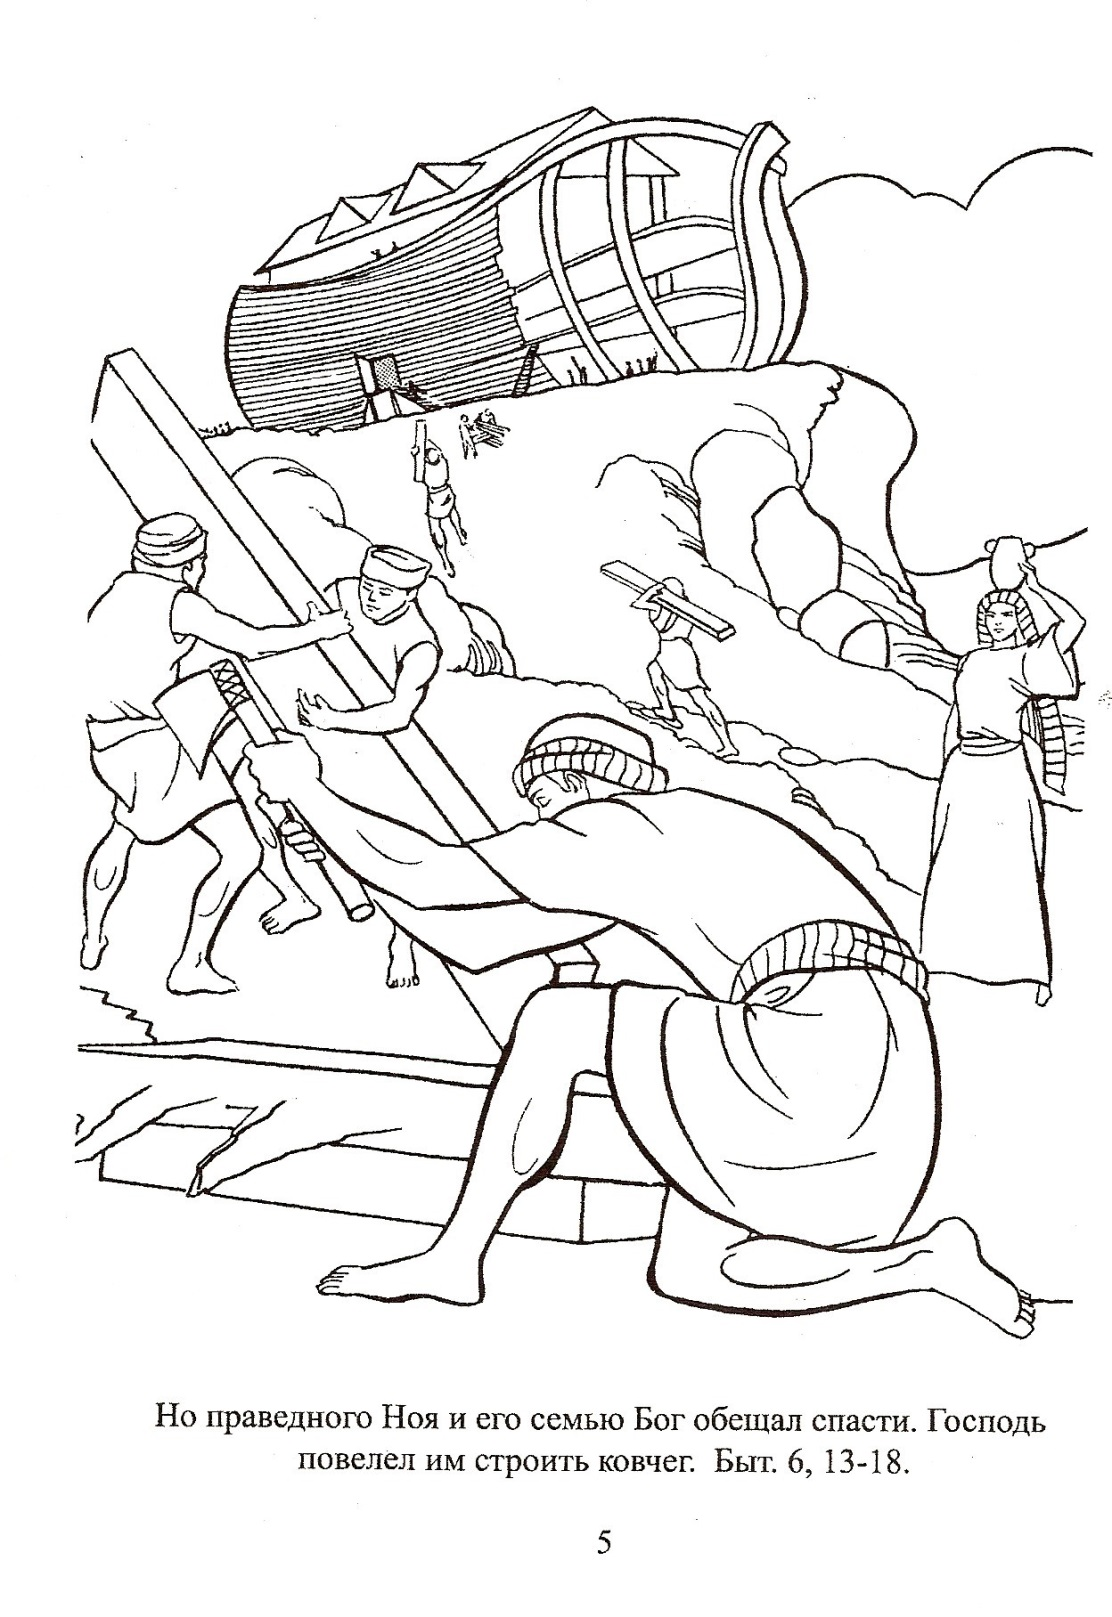 Но праведного Ноя и его семью Бог обещал спасти. Господь
повелел им строить ковчег. Быт. 6, 13-18.
5